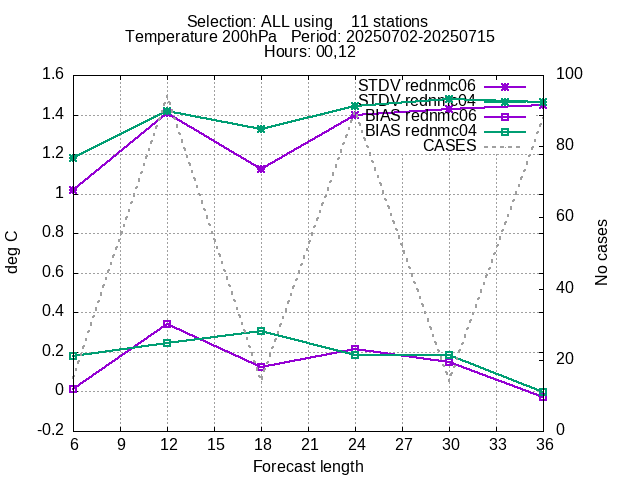 Selection: ALL using 11 stations
Temperature 200hPa Period: 20250702-20250715
Hours: 00,12
STDV rednmc06
STDV rednmc04
BIAS rednmc06
BIAS rednmc04
CASES
1.6
1.4
1.2
1
0.8
0.6
0.4
0.2
0
-0.2
deg C
100
80
60
40
20
0
No cases
6 9 12 15 18 21 24 27 30 33 36
Forecast length